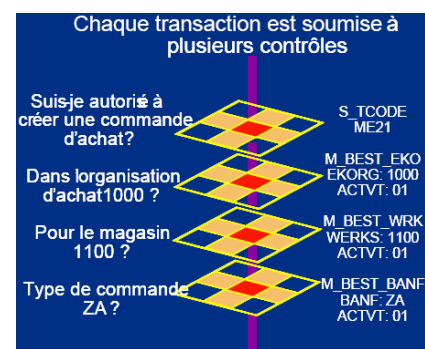 Chaque transaction est soumise à
plusieurs contrôles
Suis-je autorisé à
créer une commande
d'achat?
S_TCODE
ME21
Dans lorganisation
d'achat1000 ?
M_BEST_EKO
EKORG: 1000
ACTVT: 01
Pour le magasin
1100 ?
M_BEST_WRK
WERKS: 1100
ACTVT: 01
Type de commande
ZA ?
M_BEST_BANF
BANF: ZA
ACTVT: 01